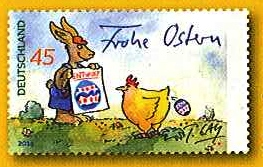 DEUTSCHLAND
45
Frohe Ostern
ENTWURF